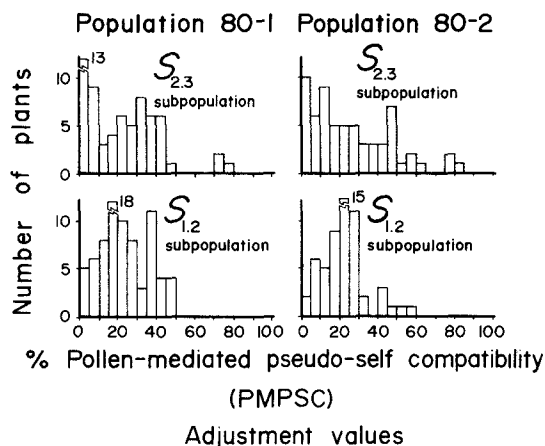 Population 80-1 Population 80-2
13
S2.3 S2.3
subpopulation subpopulation
10
5
0
18 15
S1.2 S1.2
subpopulation subpopulation
10
5
0
0 20 40 60 80 100 0 20 40 60 80 100
Number of plants
% Pollen-mediated pseudo-self compatibility
(PMPSC)
Adjustment values